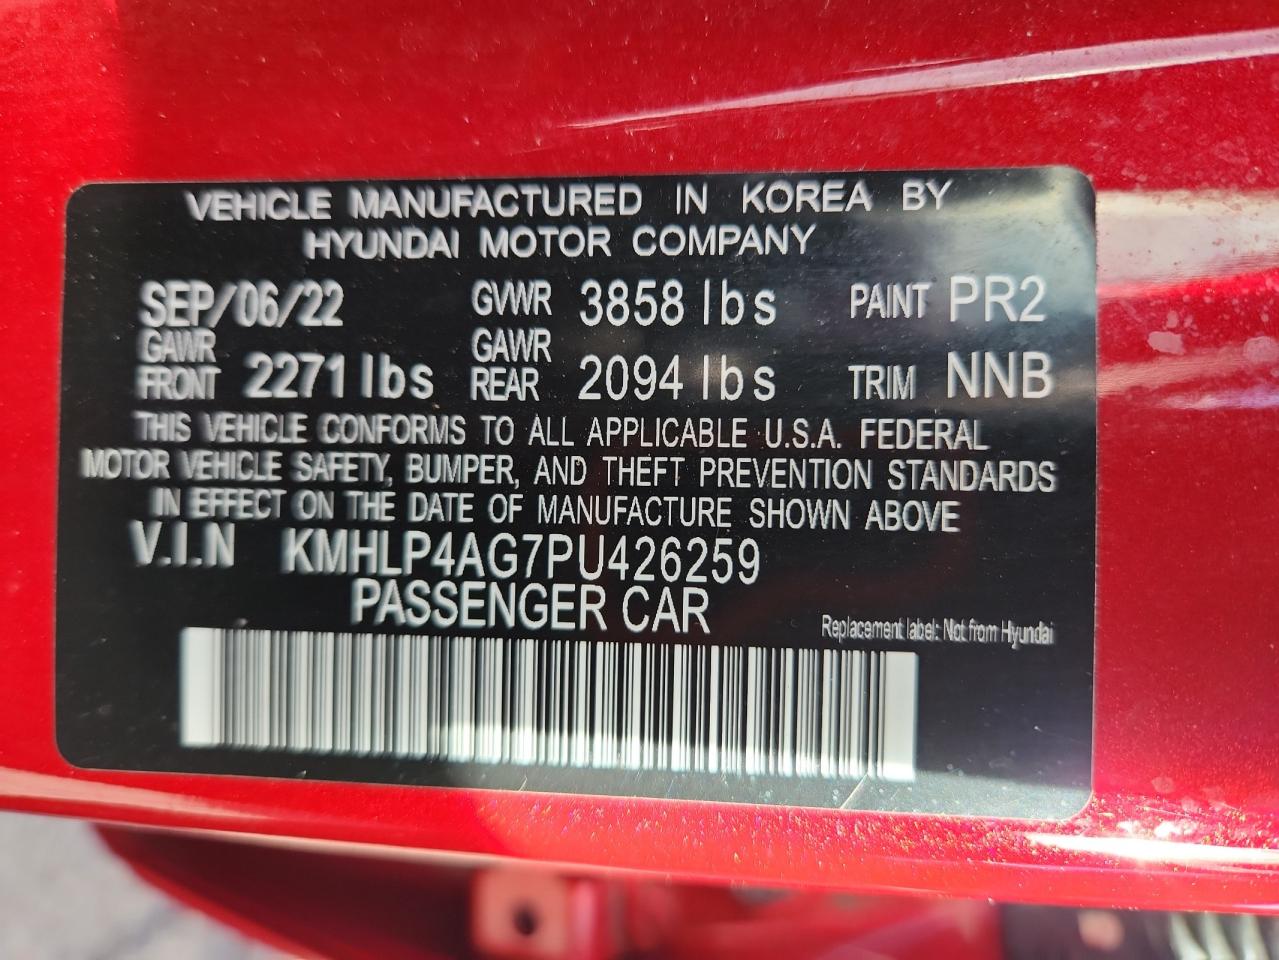 VEHICLE MANUFACTURED IN KOREA BY
HYUNDAI MOTOR COMPANY
SEP/06/22 GVWR 3858 lbs PAINT PR2
GAWR FRONT 2271 lbs GAWR REAR 2094 lbs TRIM NNB
THIS VEHICLE CONFORMS TO ALL APPLICABLE U.S.A. FEDERAL
MOTOR VEHICLE SAFETY, BUMPER, AND THEFT PREVENTION STANDARDS
IN EFFECT ON THE DATE OF MANUFACTURE SHOWN ABOVE
V.I.N KMHLP4AG7PU426259
PASSENGER CAR
Replacement label: Not from Hyundai